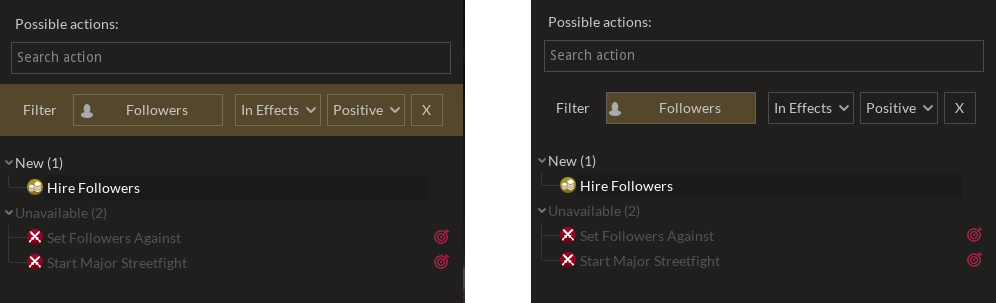 Possible actions:
Search action
Filter Followers In Effects Positive X
New (1)
Hire Followers
Unavailable (2)
Set Followers Against
Start Major Streetfight
Possible actions:
Search action
Filter Followers In Effects Positive X
New (1)
Hire Followers
Unavailable (2)
Set Followers Against
Start Major Streetfight